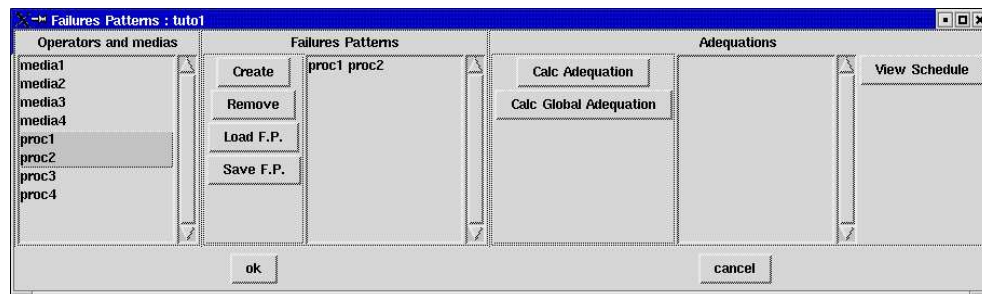 Failures Patterns : tuto1
Operators and medias
Failures Patterns
Adequations
media1
media2
media3
media4
proc1
proc2
proc3
proc4
Create
Remove
Load F.P.
Save F.P.
proc1 proc2
Calc Adequation
Calc Global Adequation
View Schedule
ok
cancel